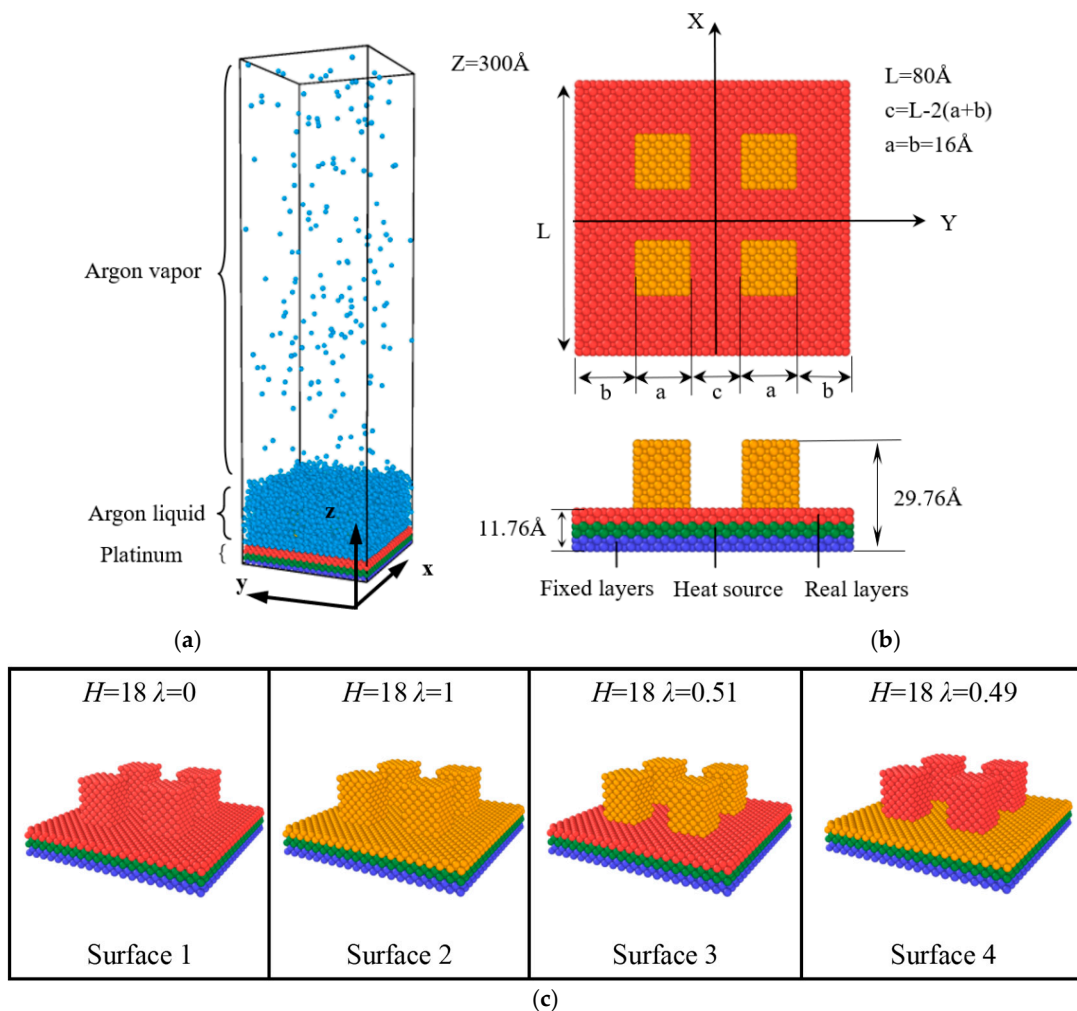 Z=300Å
Argon vapor
Argon liquid
Platinum
z
y
x
(a)
X
L=80Å
c=L-2(a+b)
a=b=16Å
Y
L
b
a
c
a
b
11.76Å
29.76Å
Fixed layers
Heat source
Real layers
(b)
H=18 λ=0
H=18 λ=1
H=18 λ=0.51
H=18 λ=0.49
Surface 1
Surface 2
Surface 3
Surface 4
(c)